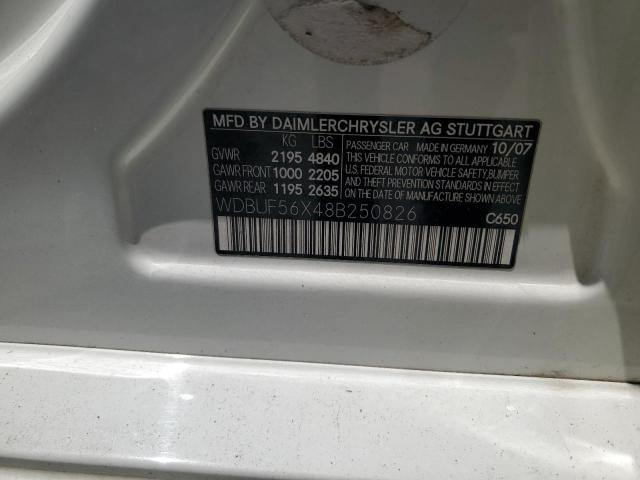 MFD BY DAIMLERCHRYSLER AG STUTTGART
KG LBS
GVWR 2195 4840
GAWR FRONT 1000 2205
GAWR REAR 1195 2635
PASSENGER CAR MADE IN GERMANY 10/07
THIS VEHICLE CONFORMS TO ALL APPLICABLE
U.S. FEDERAL MOTOR VEHICLE SAFETY, BUMPER
AND THEFT PREVENTION STANDARDS IN EFFECT
ON THE DATE OF MANUFACTURE SHOWN ABOVE.
WDBUF56X48B250826
C650